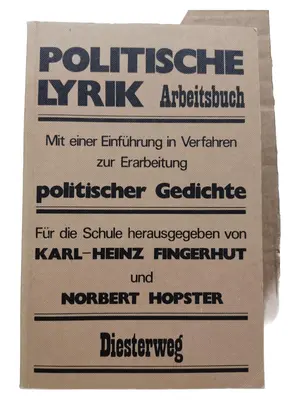 POLITISCHE
LYRIK Arbeitsbuch
Mit einer Einführung in Verfahren
zur Erarbeitung
politischer Gedichte
Für die Schule herausgegeben von
KARL-HEINZ FINGERHUT
und
NORBERT HOPSTER
Diesterweg